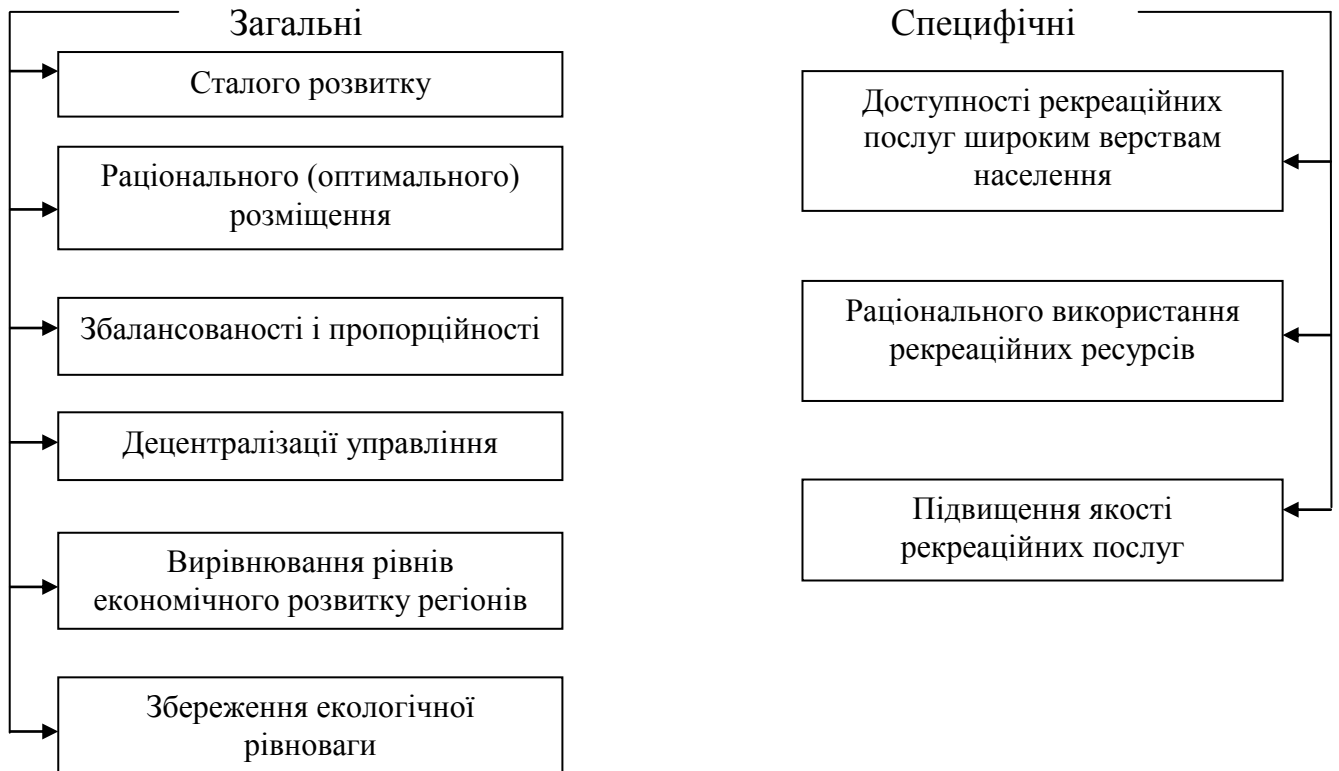 Загальні
Сталого розвитку
Раціонального (оптимального)
розміщення
Збалансованості і пропорційності
Децентралізації управління
Вирівнювання рівнів
економічного розвитку регіонів
Збереження екологічної
рівноваги
Специфічні
Доступності рекреаційних
послуг широким верствам
населення
Раціонального використання
рекреаційних ресурсів
Підвищення якості
рекреаційних послуг